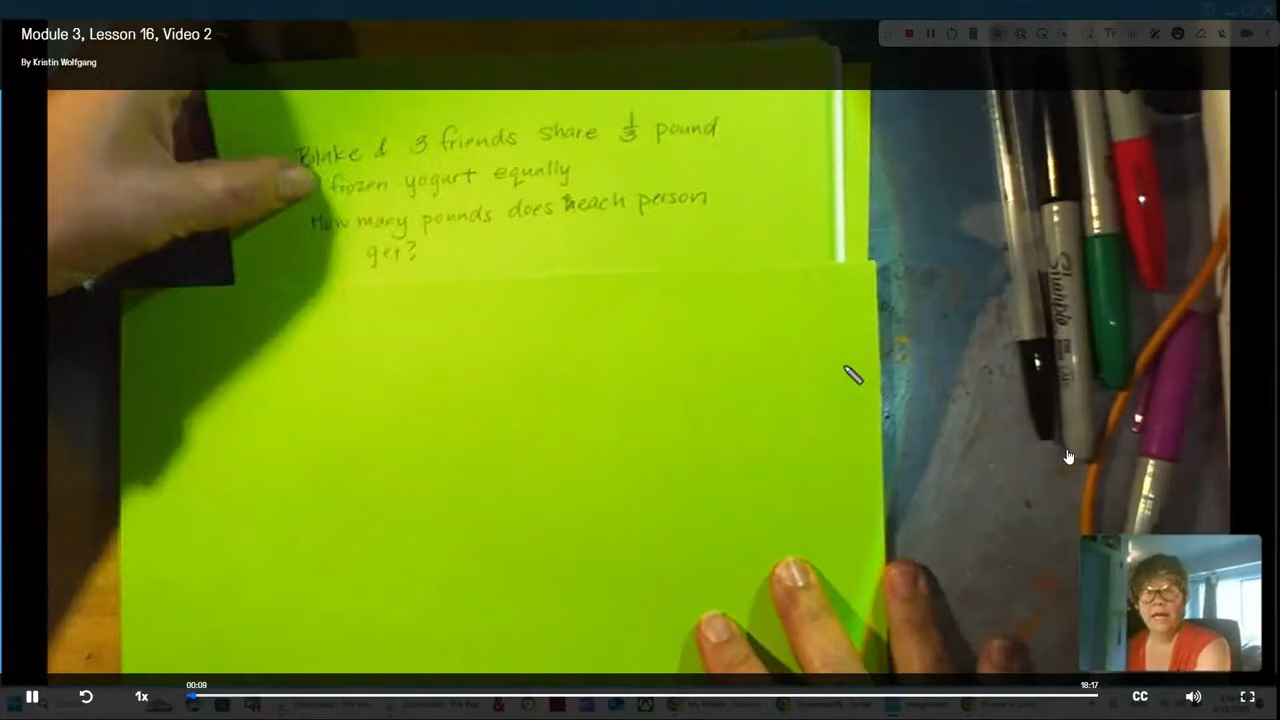 Module 3, Lesson 16, Video 2
By Kristin Wolfgang
Blake & 3 friends share 1/3 pound
frozen yogurt equally
How many pounds does each person
get?
Sharpie
00:09
18:17
1x
CC